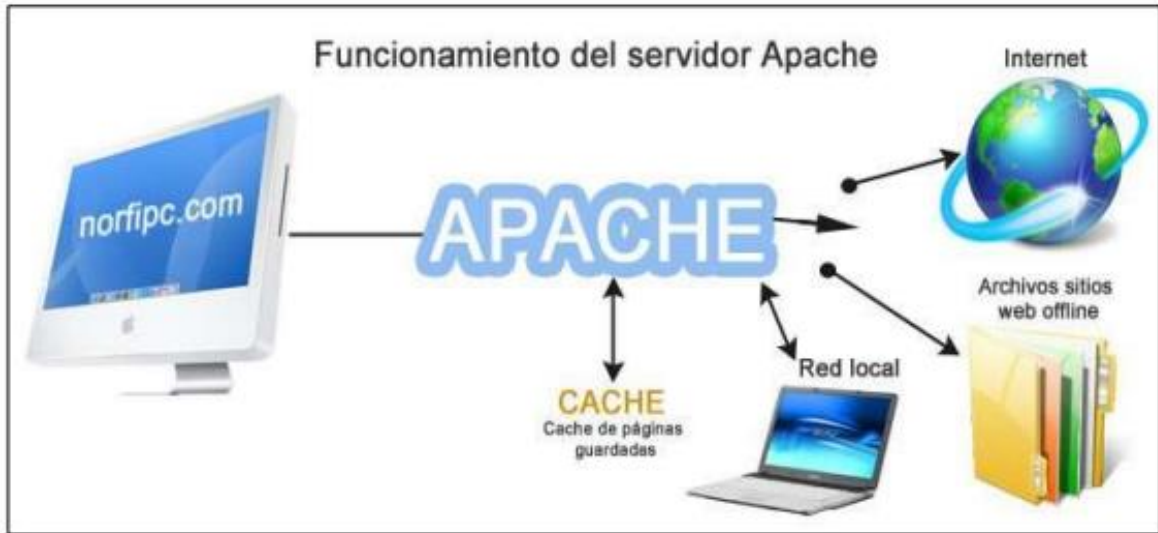 Funcionamiento del servidor Apache
Internet
norfipc.com
APACHE
Archivos sitios
web offline
Red local
CACHE
Cache de páginas
guardadas